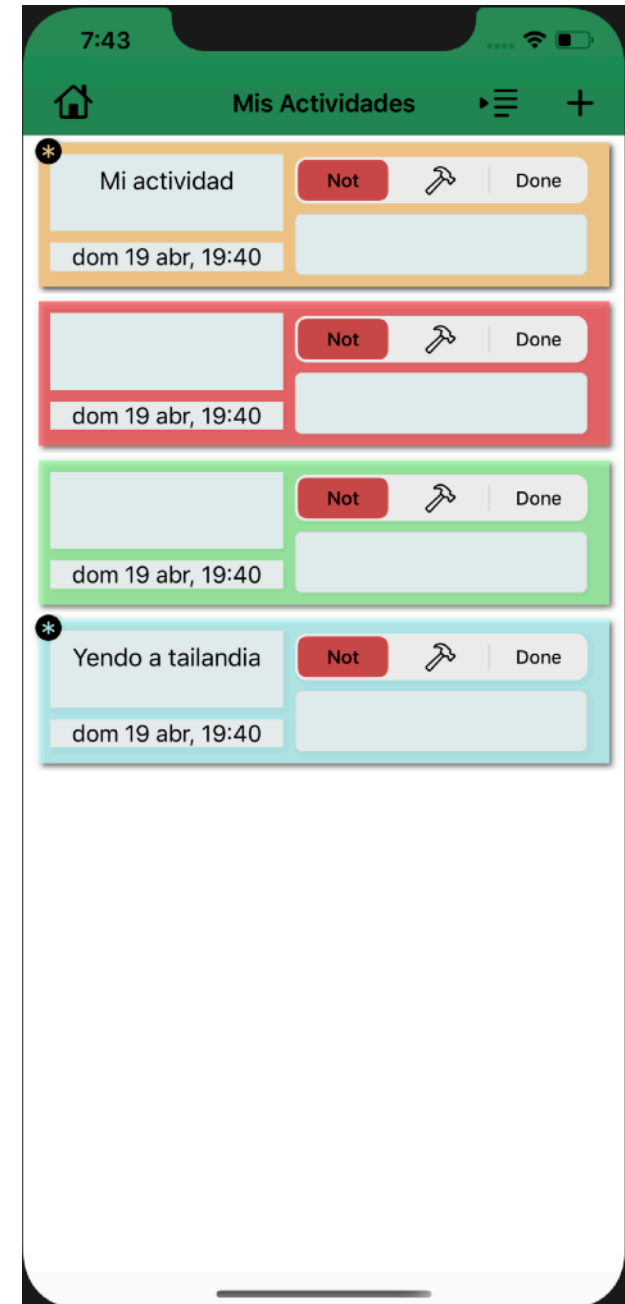 7:43
Mis Actividades
Mi actividad
Not Done
dom 19 abr, 19:40
Not Done
dom 19 abr, 19:40
Not Done
dom 19 abr, 19:40
Yendo a tailandia
Not Done
dom 19 abr, 19:40